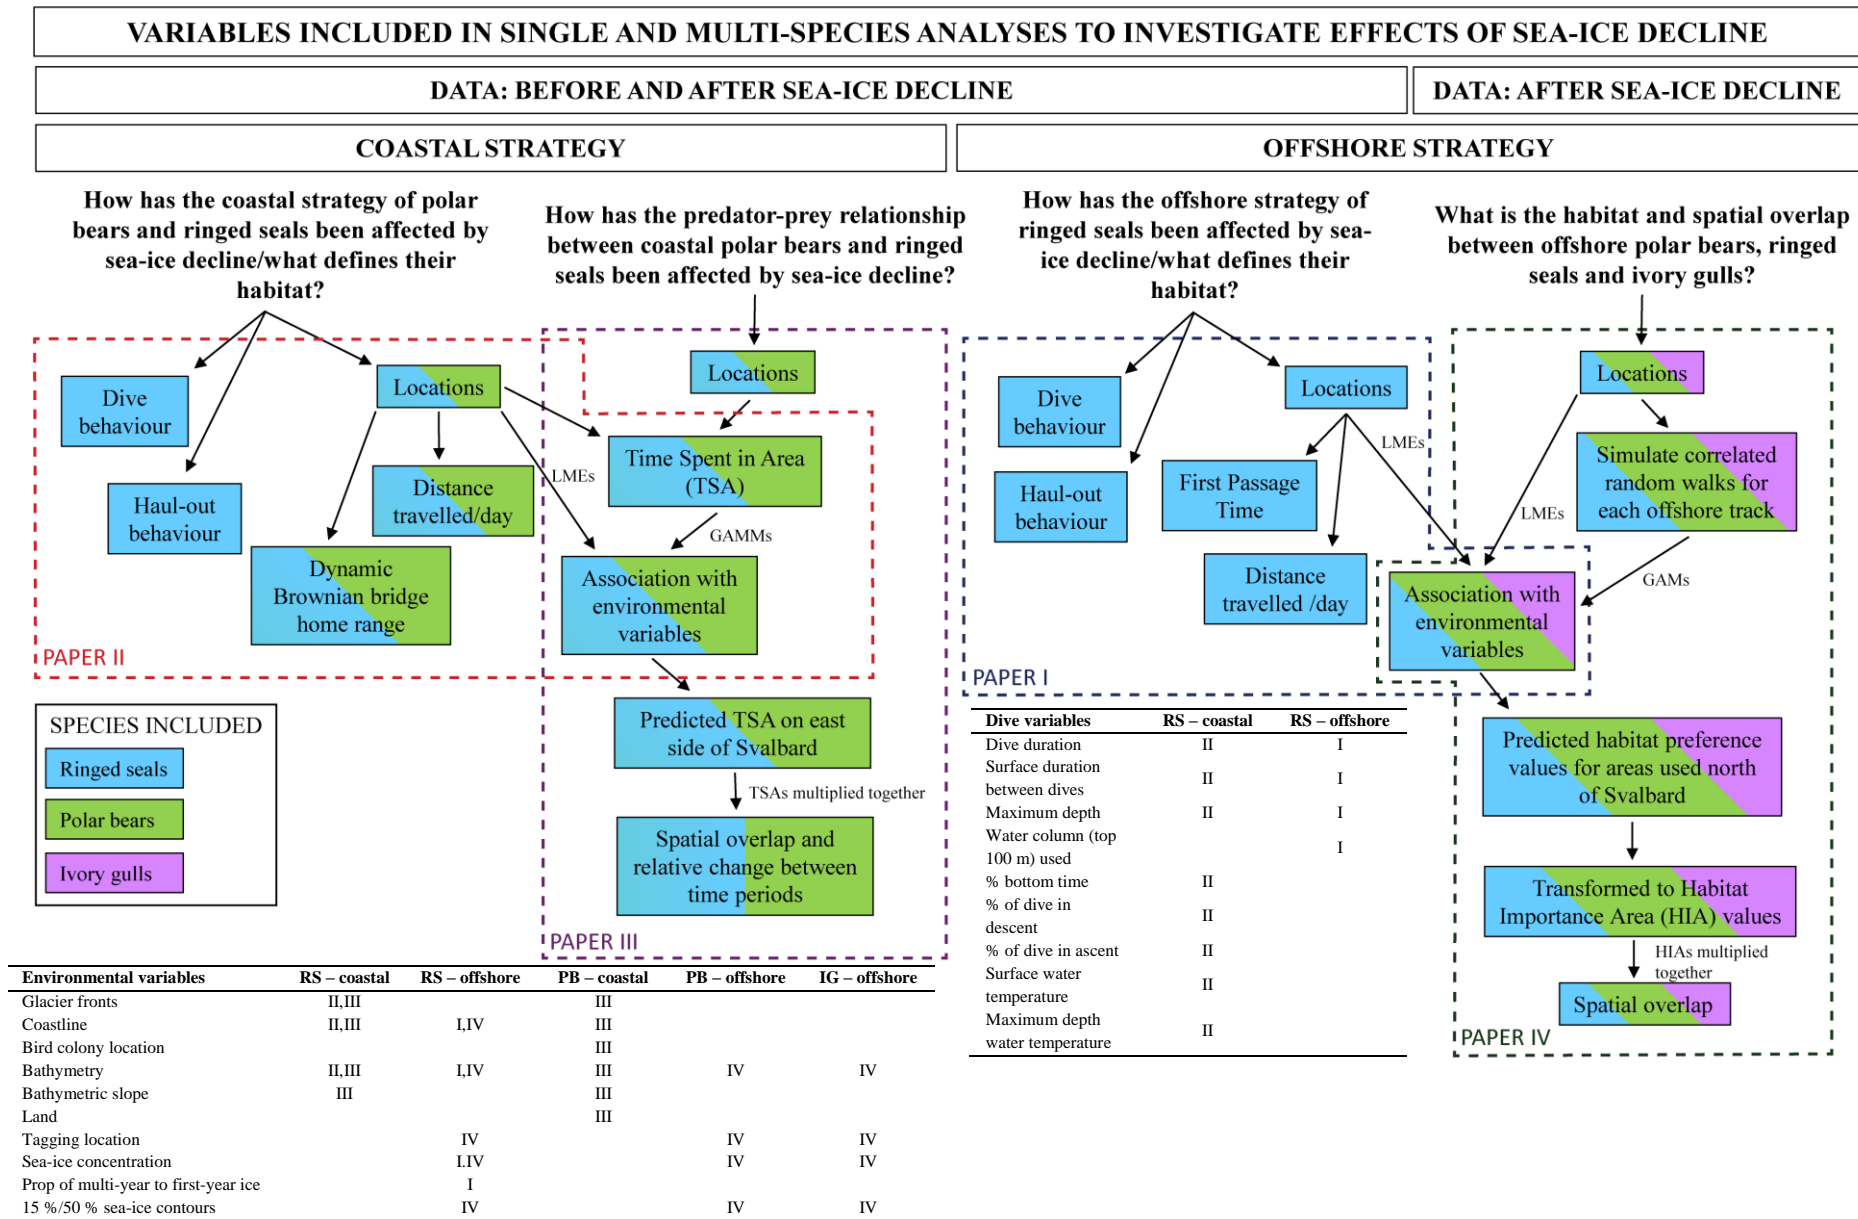 VARIABLES INCLUDED IN SINGLE AND MULTI-SPECIES ANALYSES TO INVESTIGATE EFFECTS OF SEA-ICE DECLINE
DATA: BEFORE AND AFTER SEA-ICE DECLINE
DATA: AFTER SEA-ICE DECLINE
COASTAL STRATEGY
OFFSHORE STRATEGY
How has the coastal strategy of polar
bears and ringed seals been affected by
sea-ice decline/what defines their
habitat?
How has the predator-prey relationship
between coastal polar bears and ringed
seals been affected by sea-ice decline?
How has the offshore strategy of
ringed seals been affected by sea-
ice decline/what defines their
habitat?
What is the habitat and spatial overlap
between offshore polar bears, ringed
seals and ivory gulls?
Dive
behaviour
Haul-out
behaviour
Locations
Distance
travelled/day
Dynamic
Brownian bridge
home range
LMEs
PAPER II
Locations
Time Spent in Area
(TSA)
GAMMs
Association with
environmental
variables
Predicted TSA on east
side of Svalbard
TSAs multiplied together
Spatial overlap and
relative change between
time periods
PAPER III
Dive
behaviour
Haul-out
behaviour
Locations
First Passage
Time
Distance
travelled /day
LMEs
PAPER I
Locations
Simulate correlated
random walks for
each offshore track
LMEs
GAMs
Association with
environmental
variables
Predicted habitat preference
values for areas used north
of Svalbard
Transformed to Habitat
Importance Area (HIA) values
HIAs multiplied
together
Spatial overlap
PAPER IV
SPECIES INCLUDED
Ringed seals
Polar bears
Ivory gulls
Dive variables RS – coastal RS – offshore
Dive duration II I
Surface duration
between dives II I
Maximum depth II I
Water column (top
100 m) used I
% bottom time II
% of dive in
descent II
% of dive in ascent II
Surface water
temperature II
Maximum depth
water temperature II
Environmental variables RS – coastal RS – offshore PB – coastal PB – offshore IG – offshore
Glacier fronts II,III III
Coastline II,III I,IV III
Bird colony location III
Bathymetry II,III I,IV III IV IV
Bathymetric slope III III
Land III
Tagging location IV IV IV
Sea-ice concentration I.IV IV IV
Prop of multi-year to first-year ice I
15 %/50 % sea-ice contours IV IV IV